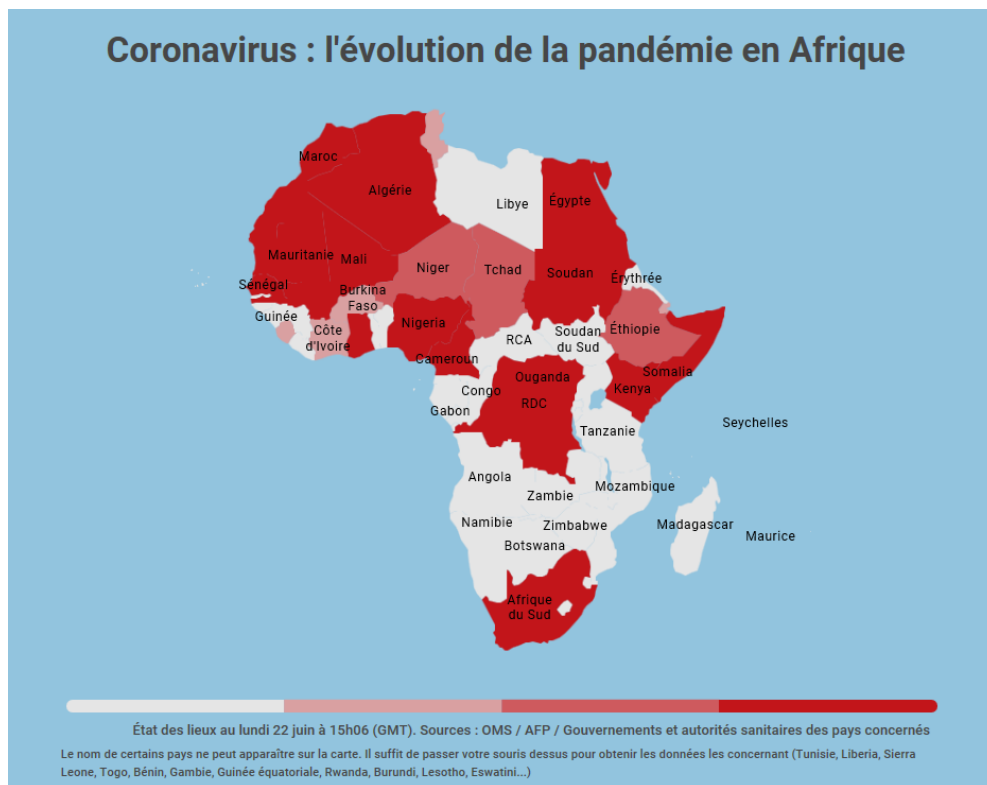 Coronavirus : l'évolution de la pandémie en Afrique
Maroc
Algérie
Libye
Égypte
Mauritanie
Mali
Niger
Tchad
Soudan
Érythrée
Sénégal
Burkina
Faso
Guinée
Côte
d'Ivoire
Nigeria
RCA
Soudan
du Sud
Éthiopie
Cameroun
Ouganda
Somalia
Kenya
Congo
RDC
Gabon
Seychelles
Tanzanie
Angola
Mozambique
Zambie
Namibie
Zimbabwe
Madagascar
Maurice
Botswana
Afrique
du Sud
État des lieux au lundi 22 juin à 15h06 (GMT). Sources : OMS / AFP / Gouvernements et autorités sanitaires des pays concernés
Le nom de certains pays ne peut apparaître sur la carte. Il suffit de passer votre souris dessus pour obtenir les données les concernant (Tunisie, Liberia, Sierra
Leone, Togo, Bénin, Gambie, Guinée équatoriale, Rwanda, Burundi, Lesotho, Eswatini...)